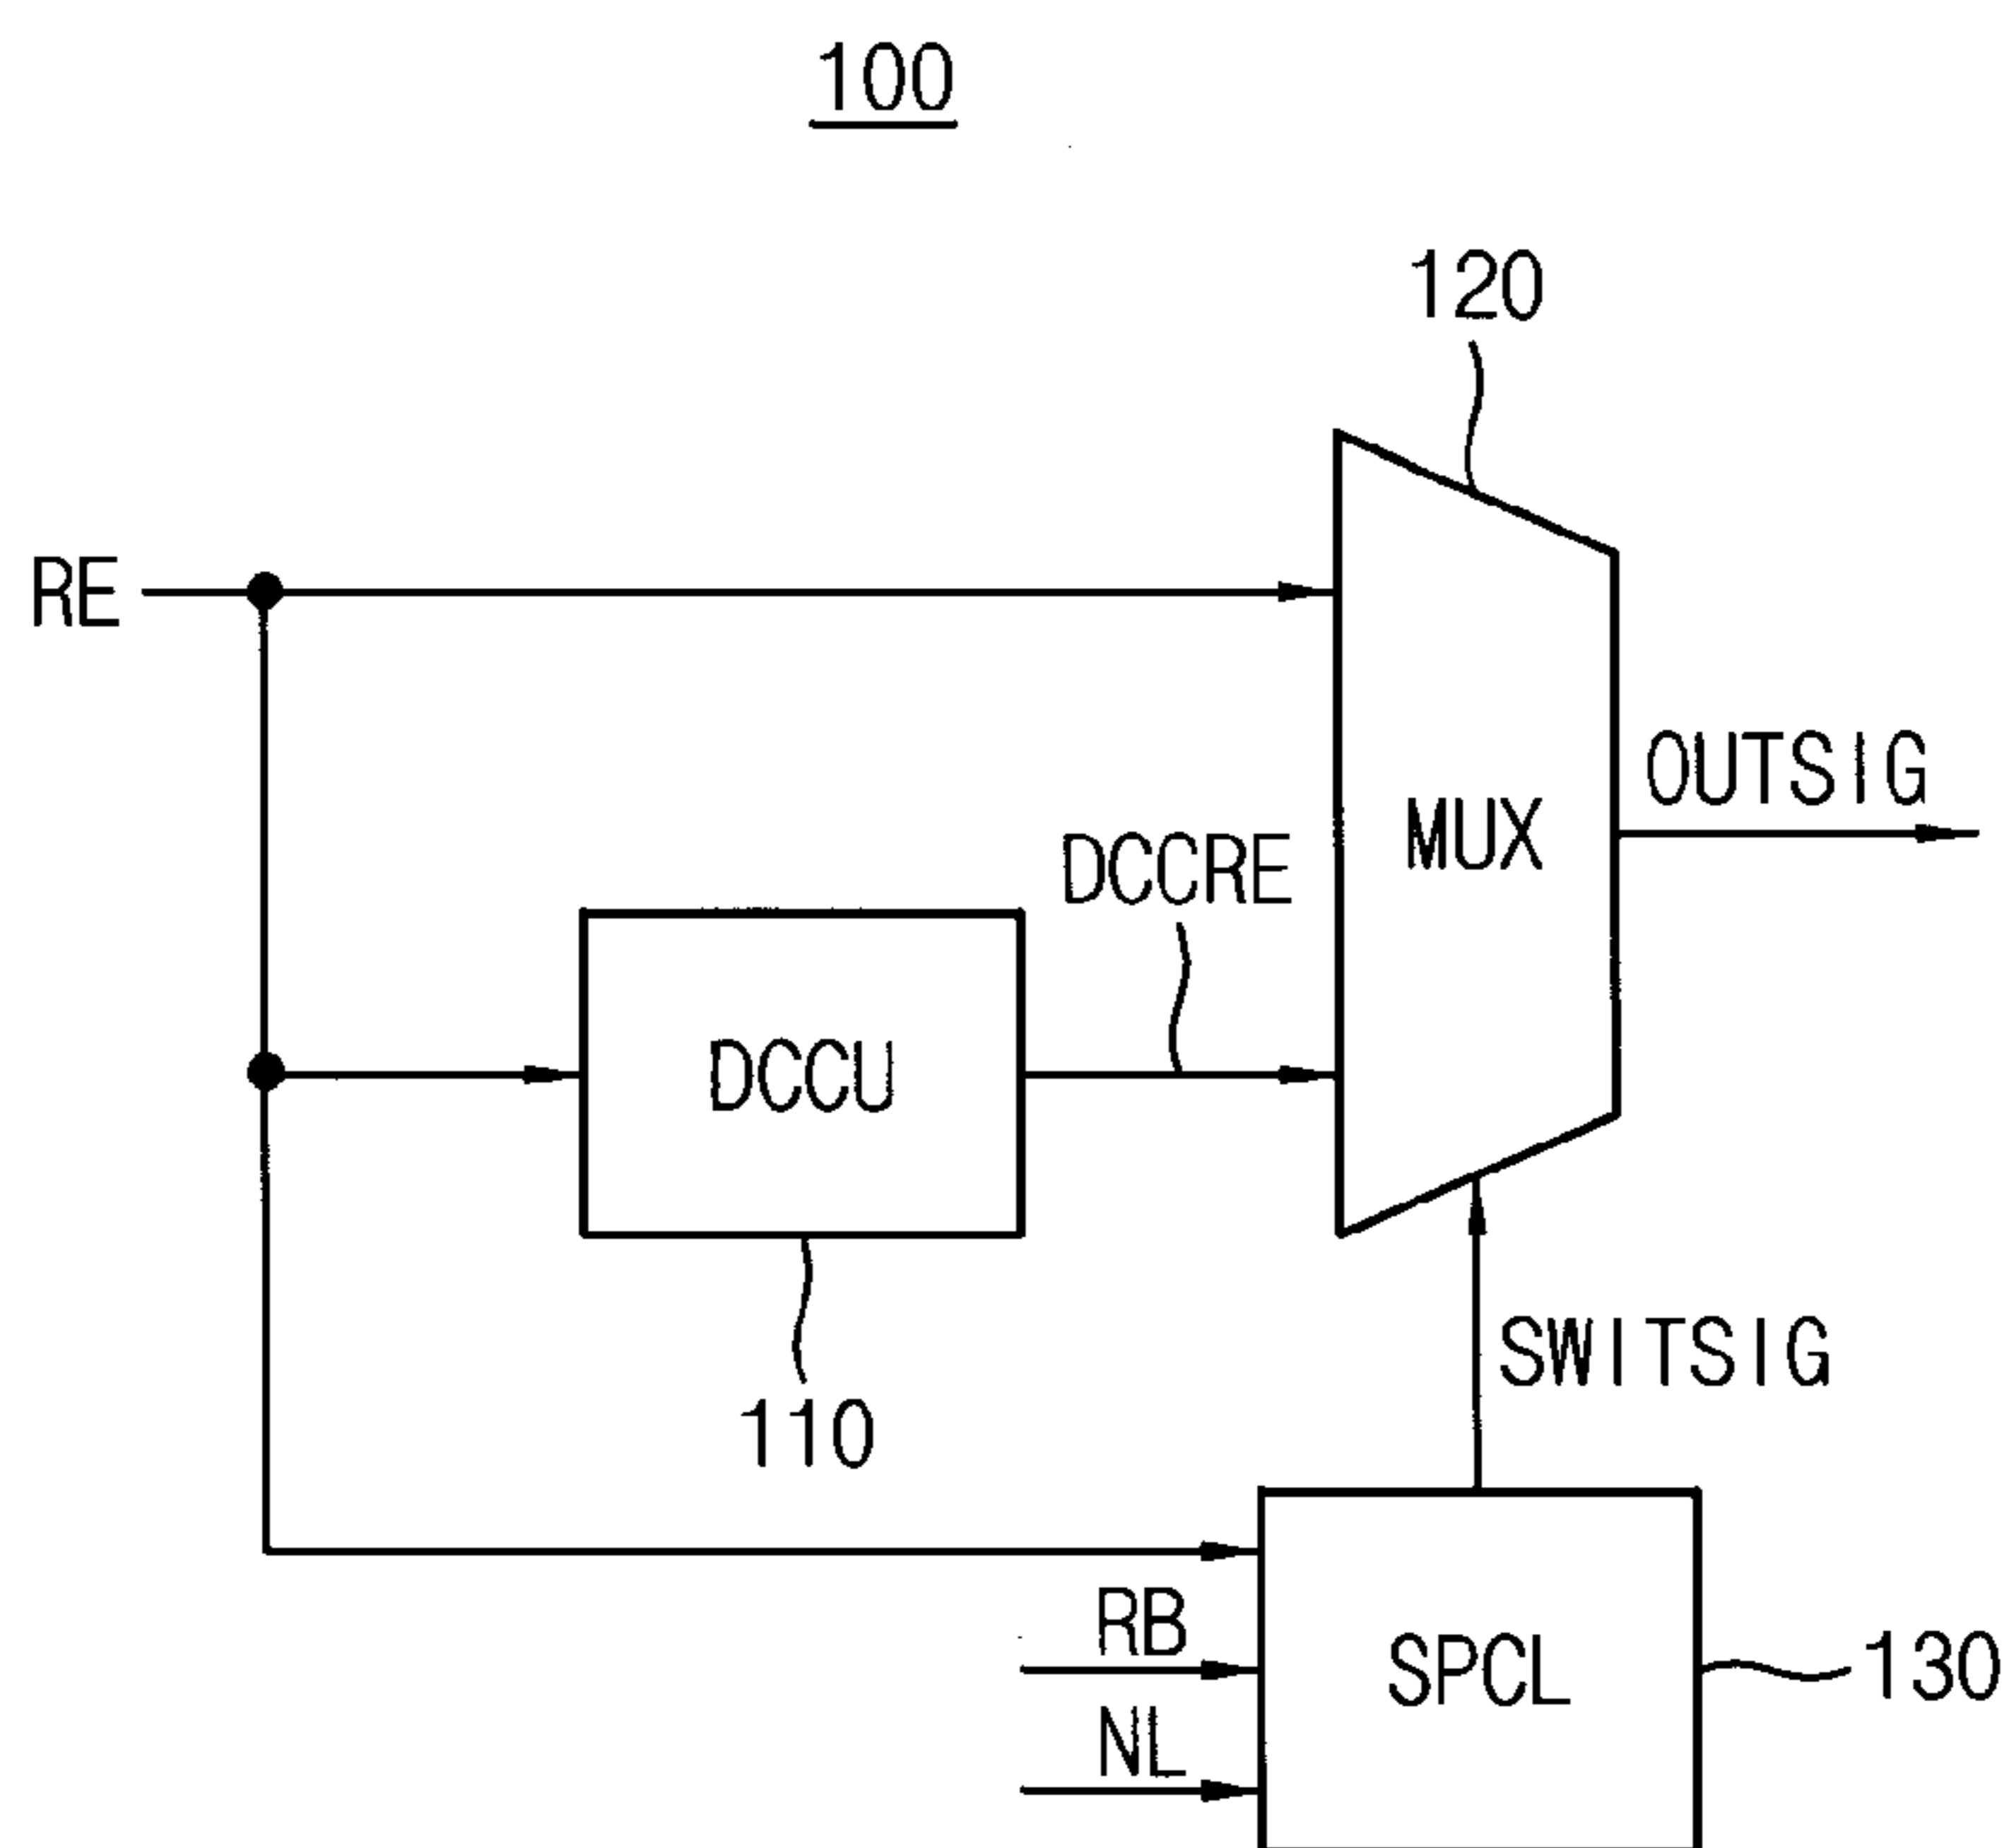 100
120
RE
OUTSIG
MUX
DCCRE
DCCU
SWITSIG
110
RB
SPCL
130
NL